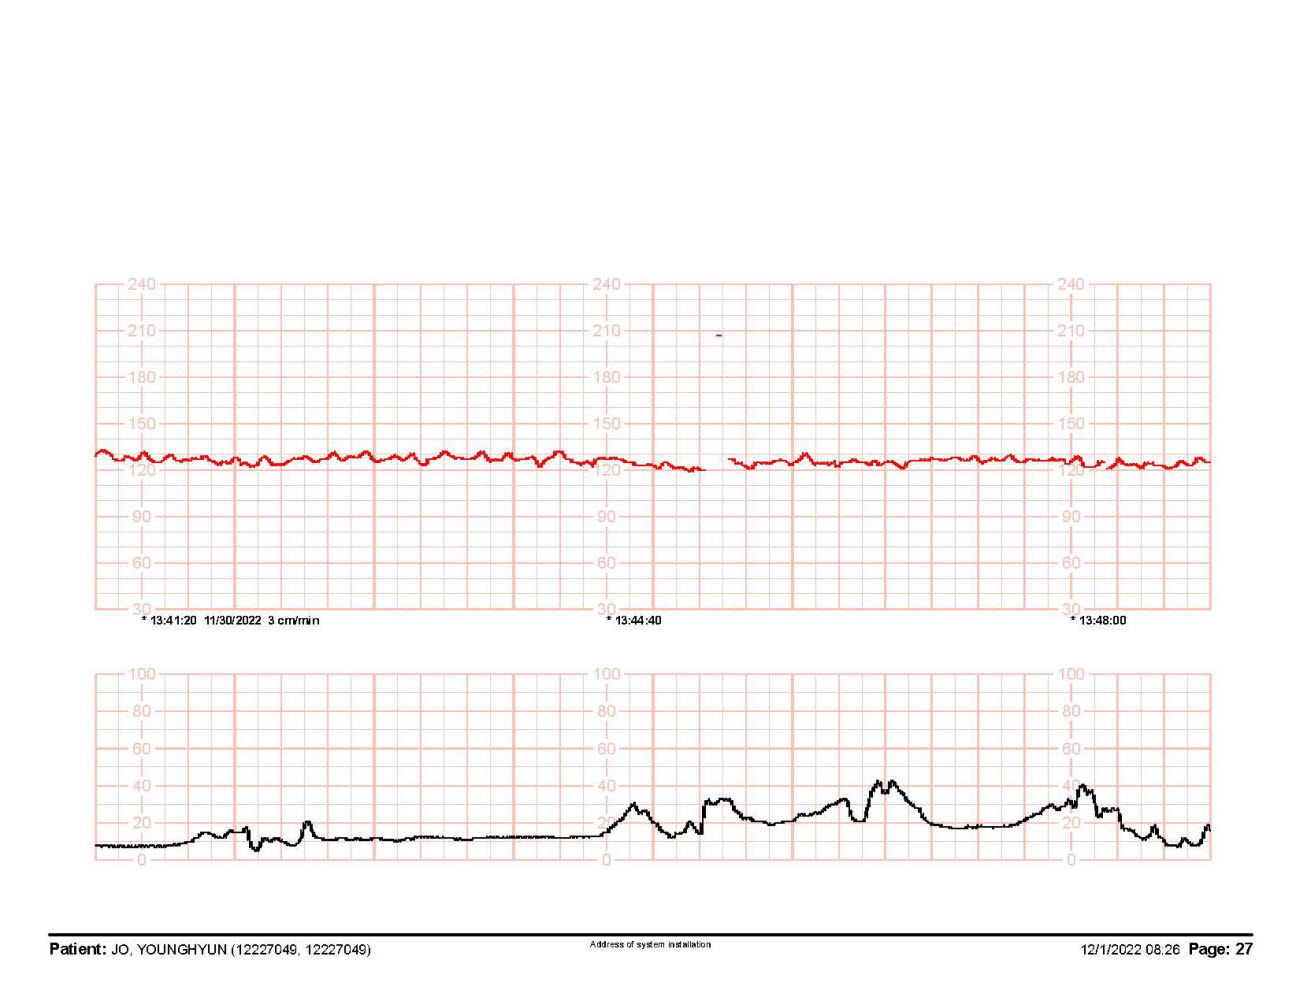 240 240 240
210 210 210
180 180 180
150 150 150
120 120 120
90 90 90
60 60 60
30 30 30
* 13:41:20 11/30/2022 3 cm/min * 13:44:40 * 13:48:00
100 100 100
80 80 80
60 60 60
40 40 40
20 20 20
0 0 0
Patient: JO, YOUNGHYUN (12227049, 12227049) Address of system installation 12/1/2022 08:26 Page: 27